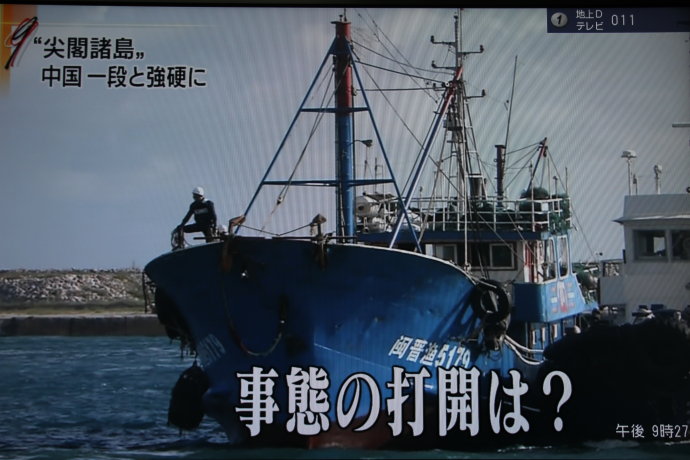 9
“尖閣諸島„
中国 一段と強硬に
1 地上D
テレビ 011
閩晋渔5179
事態の打開は？
午後 9時27